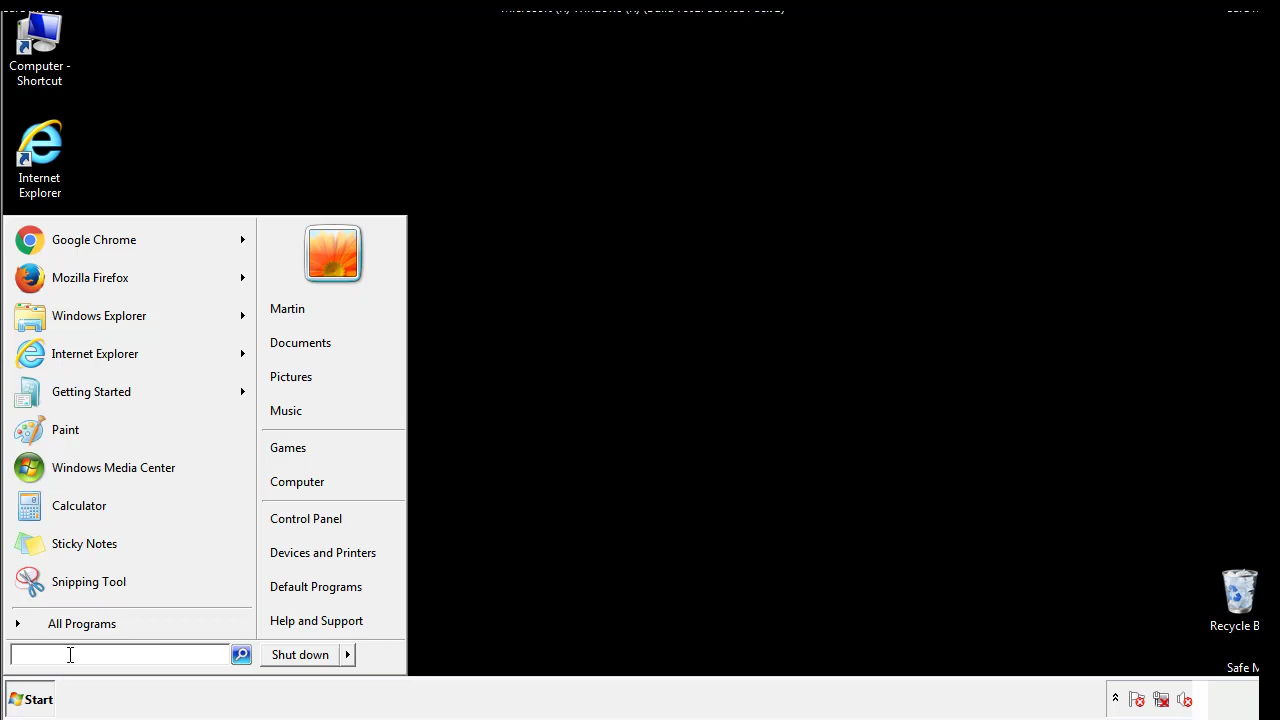 Computer -
Shortcut
Internet
Explorer
Google Chrome
Mozilla Firefox
Windows Explorer
Internet Explorer
Getting Started
Paint
Windows Media Center
Calculator
Sticky Notes
Snipping Tool
All Programs
Martin
Documents
Pictures
Music
Games
Computer
Control Panel
Devices and Printers
Default Programs
Help and Support
Shut down
Recycle B
Safe M
Start